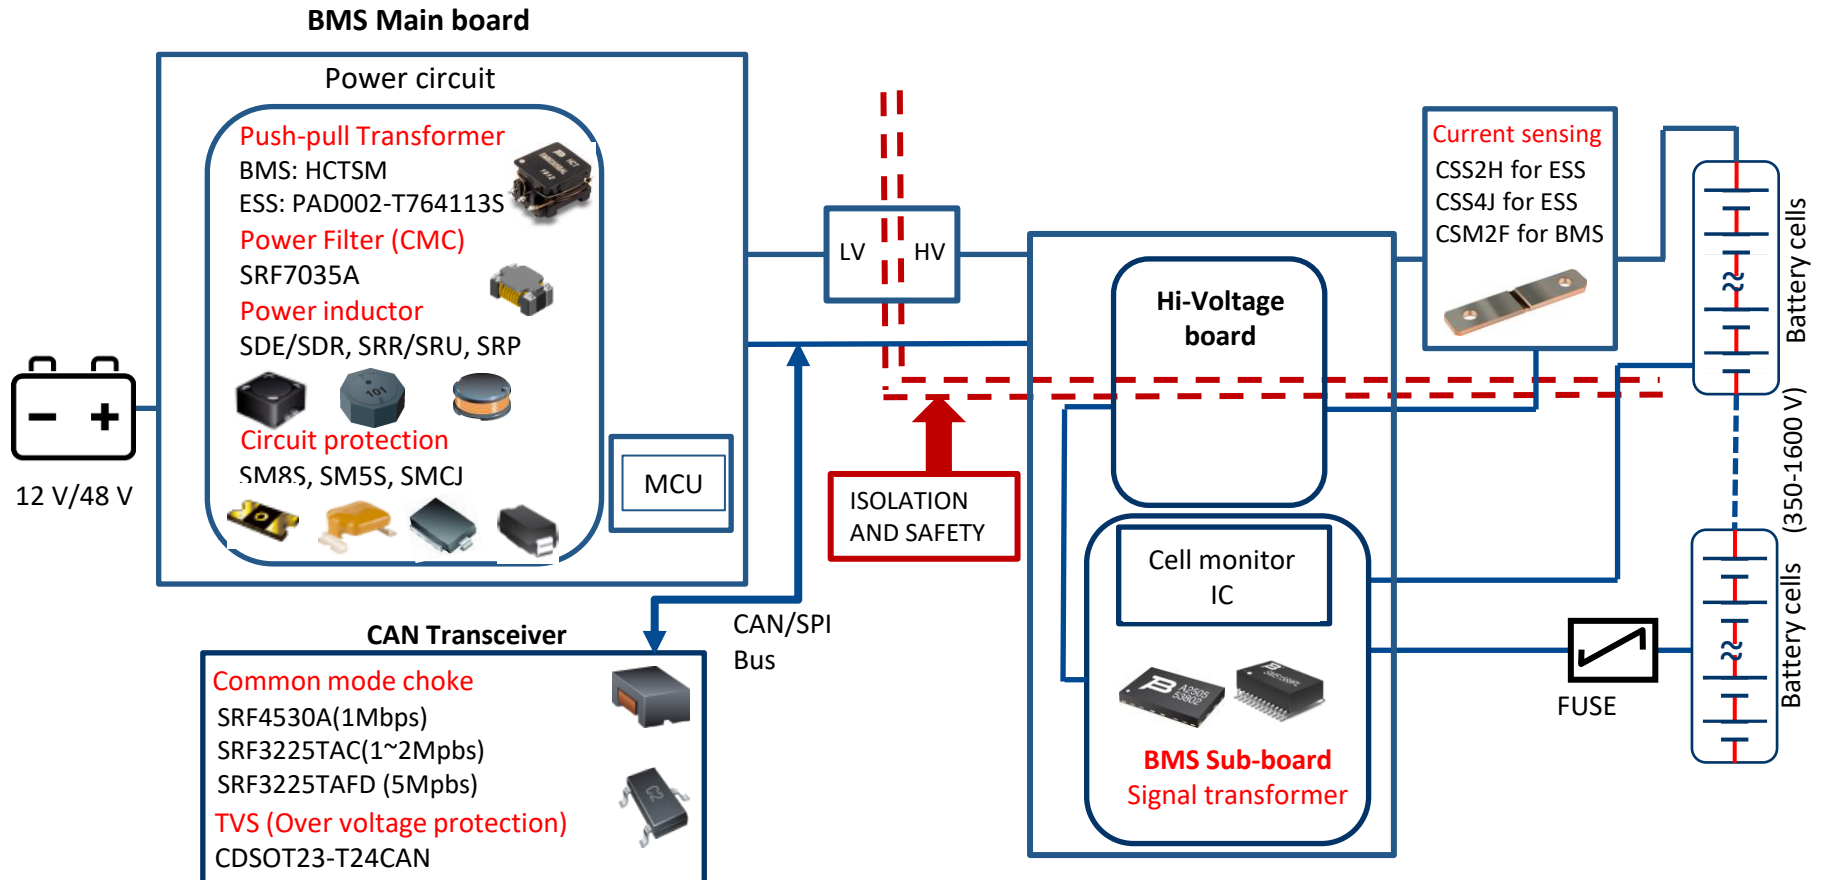 BMS Main board
Power circuit
Push-pull Transformer
BMS: HCTSM
ESS: PAD002-T764113S
Power Filter (CMC)
SRF7035A
Power inductor
SDE/SDR, SRR/SRU, SRP
101
Circuit protection
SM8S, SM5S, SMCJ
MCU
12 V/48 V
CAN/SPI
Bus
CAN Transceiver
Common mode choke
SRF4530A(1Mbps)
SRF3225TAC(1~2Mpbs)
SRF3225TAFD (5Mpbs)
TVS (Over voltage protection)
CDSOT23-T24CAN
C2
LV
HV
ISOLATION
AND SAFETY
Hi-Voltage
board
Cell monitor
IC
A2505
53802
BMS Sub-board
Signal transformer
Current sensing
CSS2H for ESS
CSS4J for ESS
CSM2F for BMS
FUSE
Battery cells
(350-1600 V)
Battery cells